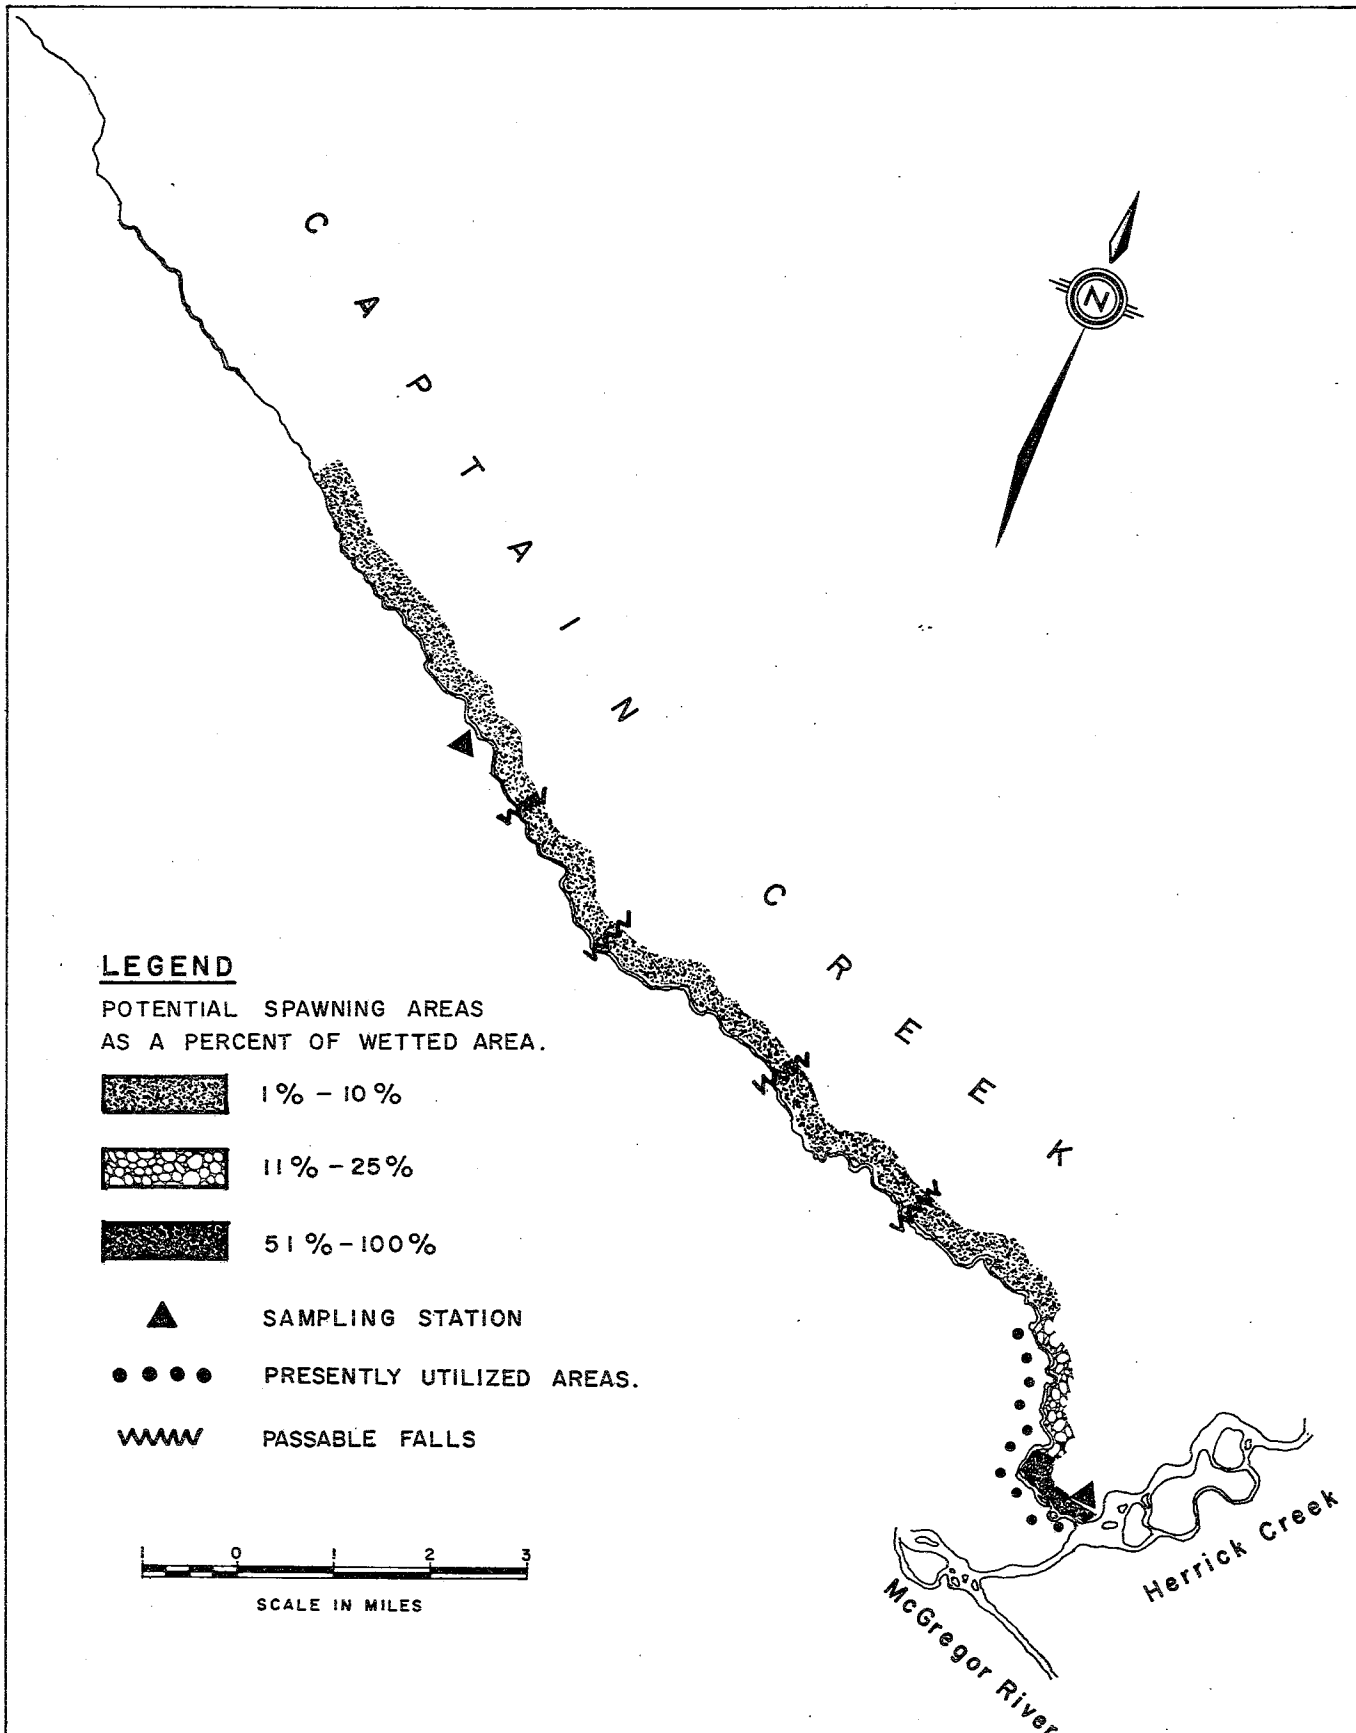 CAPTAIN CREEK
N
LEGEND
POTENTIAL SPAWNING AREAS
AS A PERCENT OF WETTED AREA.
1% - 10%
11% - 25%
51% - 100%
SAMPLING STATION
PRESENTLY UTILIZED AREAS.
PASSABLE FALLS
1 0 1 2 3
SCALE IN MILES
Herrick Creek
McGregor River